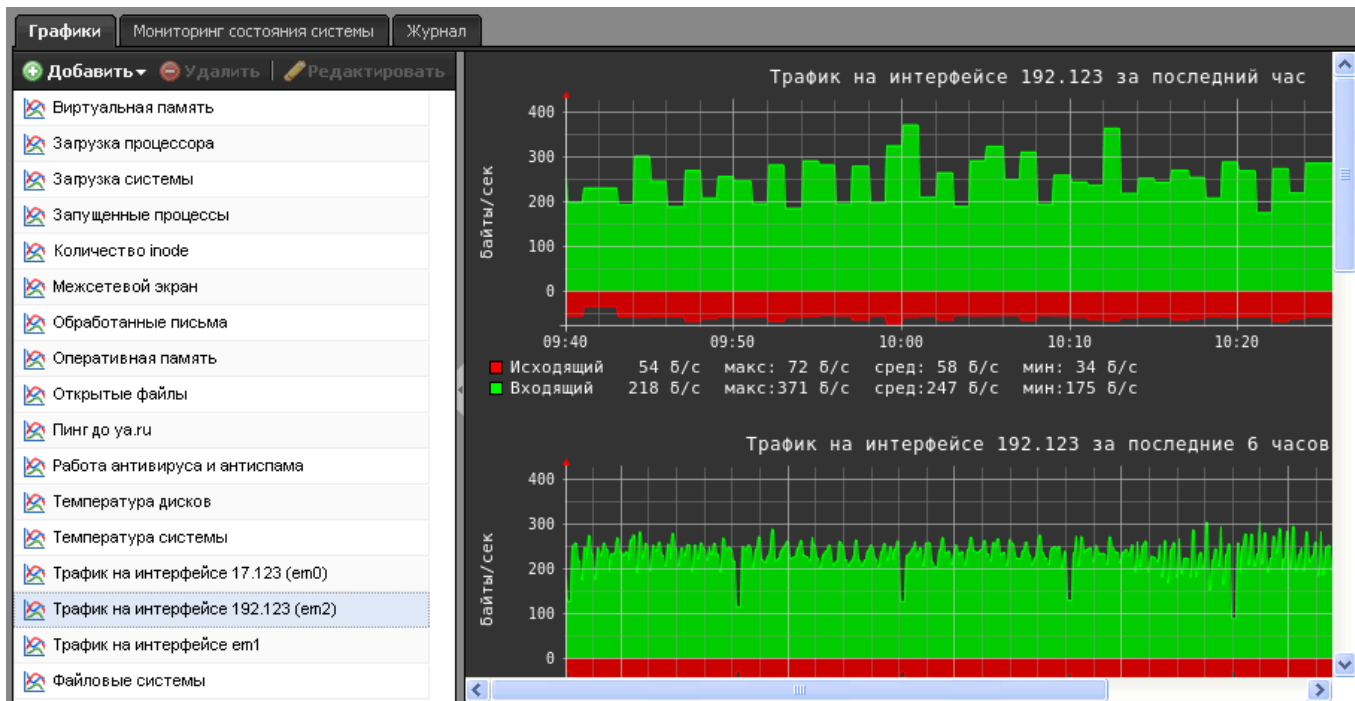 Графики Мониторинг состояния системы Журнал
Добавить Удалить Редактировать
Виртуальная память
Загрузка процессора
Загрузка системы
Запущенные процессы
Количество inode
Межсетевой экран
Обработанные письма
Оперативная память
Открытые файлы
Пинг до ya.ru
Работа антивируса и антиспама
Температура дисков
Температура системы
Трафик на интерфейсе 17.123 (em0)
Трафик на интерфейсе 192.123 (em2)
Трафик на интерфейсе em1
Файловые системы
Трафик на интерфейсе 192.123 за последний час
байты/сек
400
300
200
100
0
09:40 09:50 10:00 10:10 10:20
Исходящий 54 б/с макс: 72 б/с сред: 58 б/с мин: 34 б/с
Входящий 218 б/с макс:371 б/с сред:247 б/с мин:175 б/с
Трафик на интерфейсе 192.123 за последние 6 часов
байты/сек
400
300
200
100
0